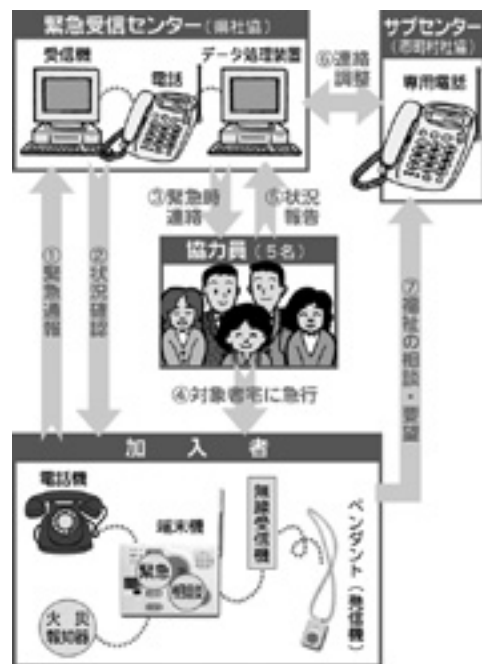 緊急受信センター(県社協)
受信機
電話
データ処理装置
サブセンター
(市町村社協)
専用電話
⑥連絡
調整
③緊急時
連絡
⑤状況
報告
①緊急通報
②状況確認
協力員(5名)
④対象者宅に急行
⑦福祉の相談・要望
加入者
電話機
端末機
緊急
相談
無線受信機
ペンダント(発信機)
火災
報知器